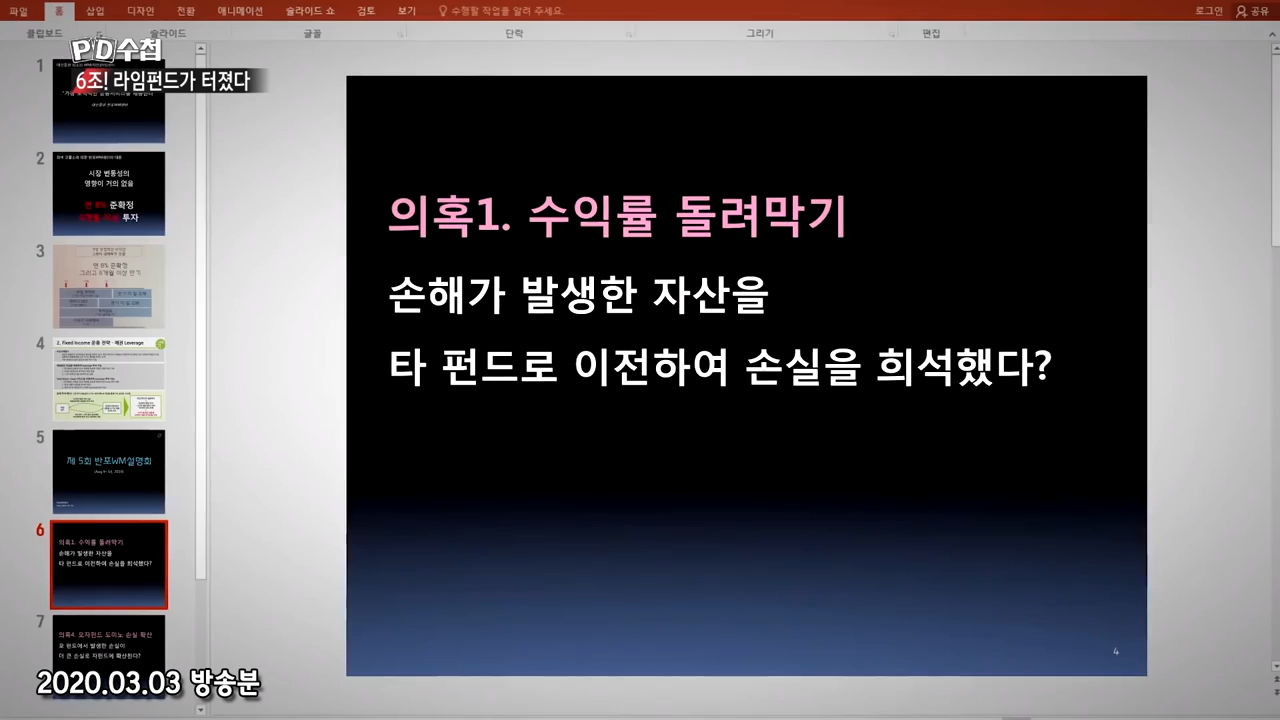 파일 홈 삽입 디자인 전환 애니메이션 슬라이드 쇼 검토 보기 수행할 작업을 알려 주세요. 로그인 공유
클립보드 슬라이드 글꼴 단락 그리기 편집
PD수첩
6조! 라임펀드가 터졌다
1
2
시장 변동성의
영향이 거의 없을
연 8% 준확정
투자
3
연 8% 준확정
그리고 6개월 이상 만기
4
2. Fixed Income 운용 전략 - 채권 Leverage
5
제 5회 반포WM설명회
6
의혹1. 수익률 돌려막기
손해가 발생한 자산을
타 펀드로 이전하여 손실을 희석했다?
7
의혹4. 모자펀드 도미노 손실 확산
모 펀드에서 발생한 손실이
더 큰 손실로 자펀드에 확산된다?
의혹1. 수익률 돌려막기
손해가 발생한 자산을
타 펀드로 이전하여 손실을 희석했다?
4
2020.03.03 방송분